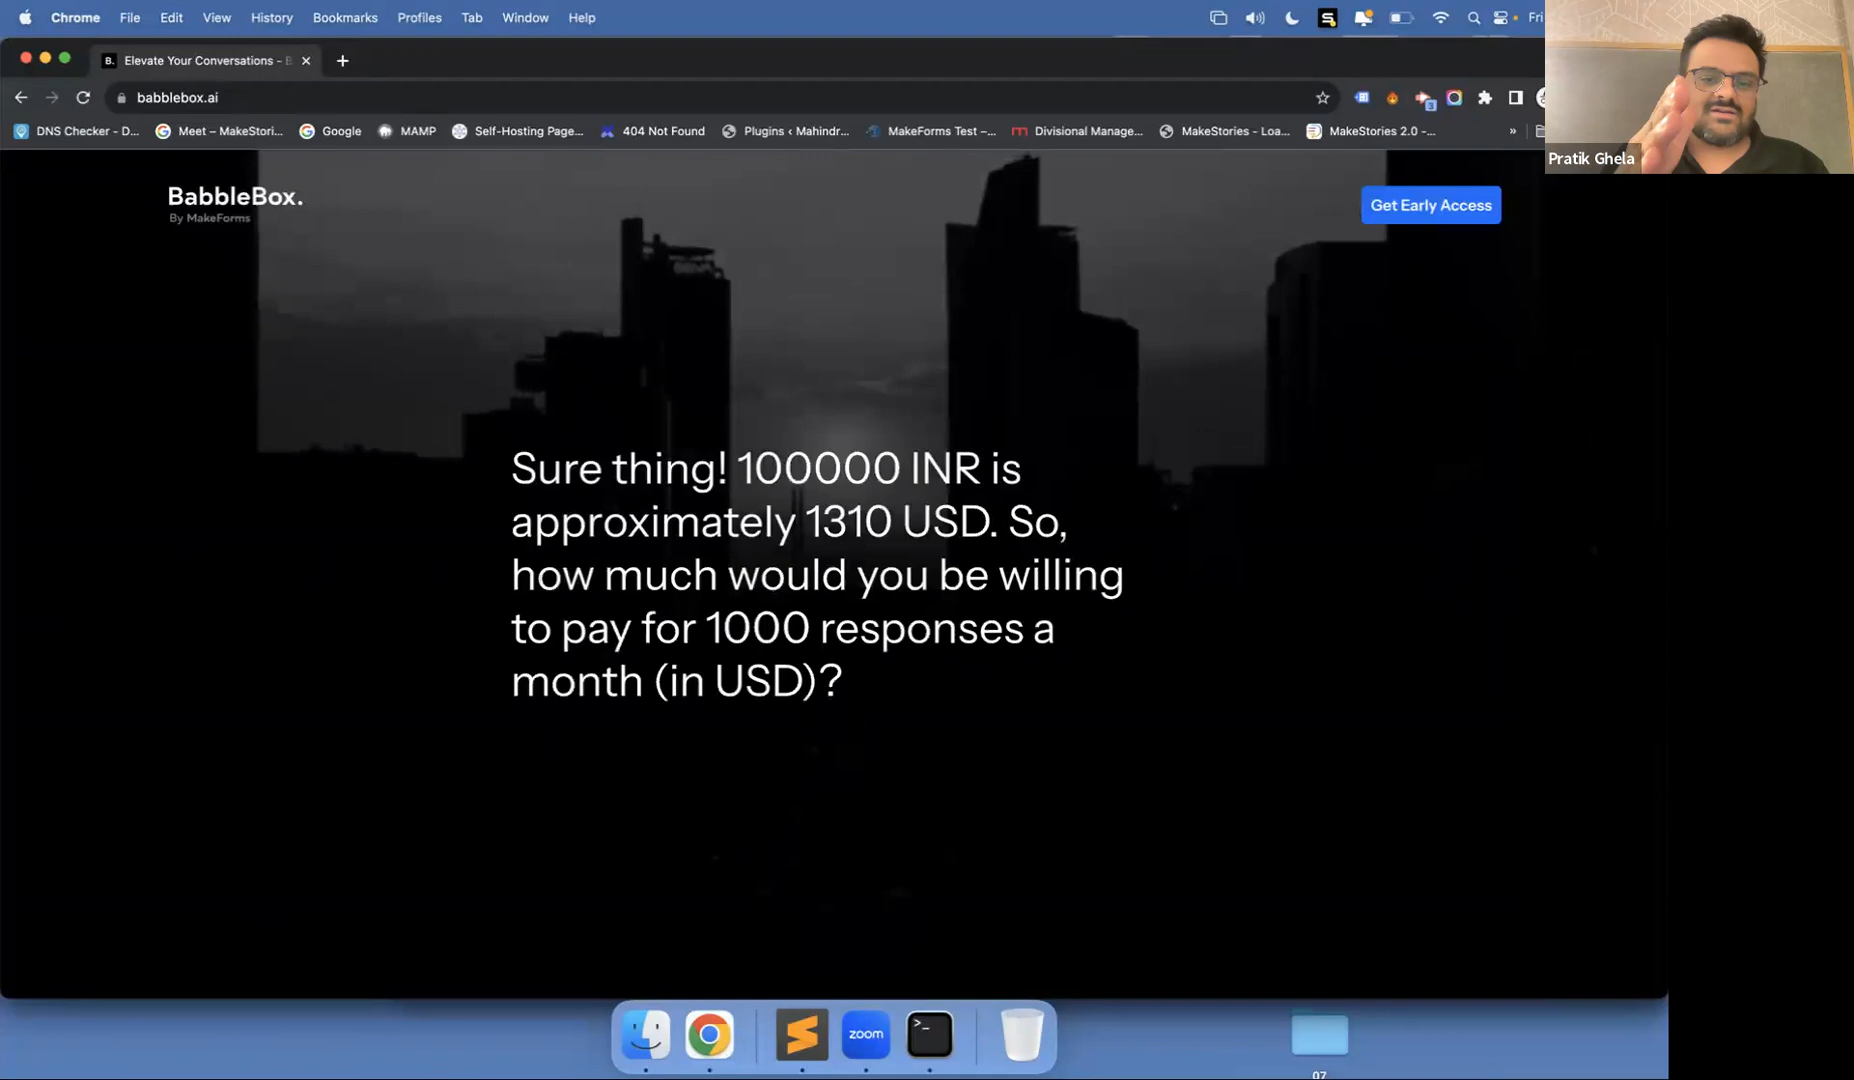 Chrome File Edit View History Bookmarks Profiles Tab Window Help
Fri
Elevate Your Conversations - B
babblebox.ai
DNS Checker - D... Meet – MakeStori... Google MAMP Self-Hosting Page... 404 Not Found Plugins ‹ Mahindr... MakeForms Test –... Divisional Manage... MakeStories - Loa... MakeStories 2.0 -... »
Pratik Ghela
BabbleBox.
By MakeForms
Get Early Access
Sure thing! 100000 INR is
approximately 1310 USD. So,
how much would you be willing
to pay for 1000 responses a
month (in USD)?
zoom
07